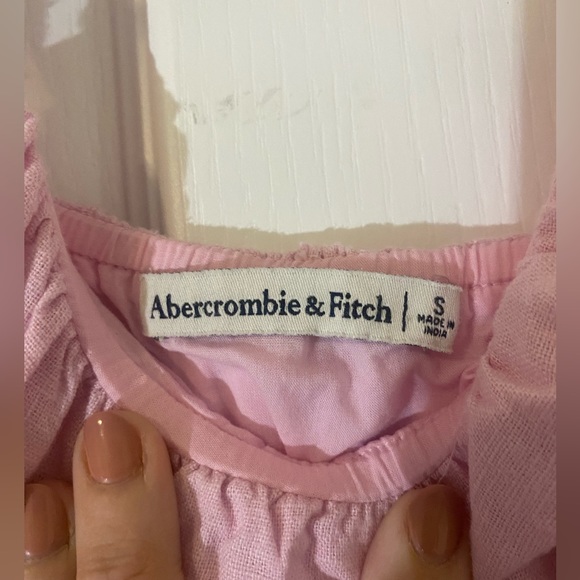 Abercrombie & Fitch | S
MADE IN
INDIA